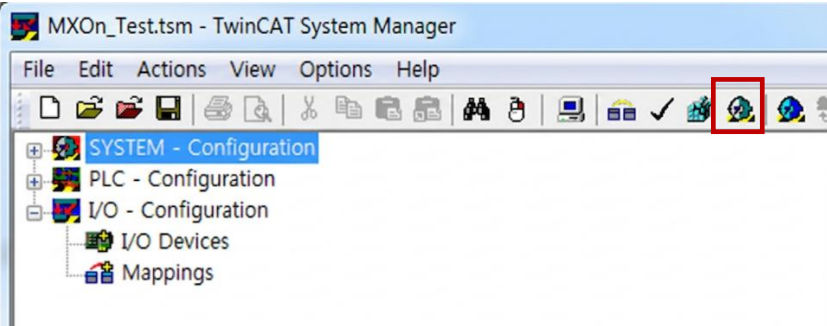 MXOn_Test.tsm - TwinCAT System Manager
File Edit Actions View Options Help
SYSTEM - Configuration
PLC - Configuration
I/O - Configuration
I/O Devices
Mappings